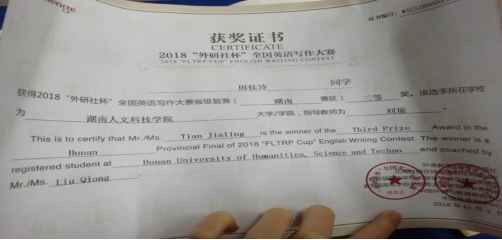 获奖证书
CERTIFICATE
2018 “外研社杯” 全国英语写作大赛
2018 "FLTRP CUP" ENGLISH WRITING CONTEST
田佳玲 同学
获得2018 “外研社杯” 全国英语写作大赛省级复赛（ 湖南 赛区） 等 奖。该选手所在学校
为 湖南人文科技学院 大学/学院，指导教师为 刘琼
This is to certify that Mr./Ms. Tian Jialing is the winner of the Third Prize Award in the
Hunan Provincial Final of 2018 "FLTRP Cup" English Writing Contest. The winner is a
registered student at Hunan University of Humanities, Science and Techno and coached by
Mr./Ms. Liu Qiong
2018年